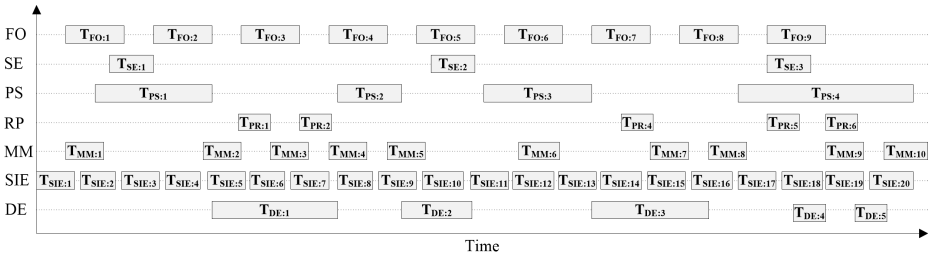 FO T_FO:1 T_FO:2 T_FO:3 T_FO:4 T_FO:5 T_FO:6 T_FO:7 T_FO:8 T_FO:9
SE T_SE:1 T_SE:2 T_SE:3
PS T_PS:1 T_PS:2 T_PS:3 T_PS:4
RP T_PR:1 T_PR:2 T_PR:4 T_PR:5 T_PR:6
MM T_MM:1 T_MM:2 T_MM:3 T_MM:4 T_MM:5 T_MM:6 T_MM:7 T_MM:8 T_MM:9 T_MM:10
SIE T_SIE:1 T_SIE:2 T_SIE:3 T_SIE:4 T_SIE:5 T_SIE:6 T_SIE:7 T_SIE:8 T_SIE:9 T_SIE:10 T_SIE:11 T_SIE:12 T_SIE:13 T_SIE:14 T_SIE:15 T_SIE:16 T_SIE:17 T_SIE:18 T_SIE:19 T_SIE:20
DE T_DE:1 T_DE:2 T_DE:3 T_DE:4 T_DE:5
Time